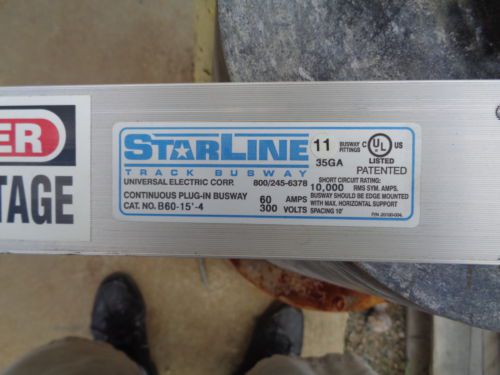 ER
TAGE
STARLINE
TRACK BUSWAY
UNIVERSAL ELECTRIC CORP. 800/245-6378
CONTINUOUS PLUG-IN BUSWAY 60 AMPS
CAT. NO. B60-15'-4 300 VOLTS
11 BUSWAY FITTINGS C UL US
35GA LISTED
PATENTED
SHORT CIRCUIT RATING:
10,000 RMS SYM. AMPS.
BUSWAY SHOULD BE EDGE MOUNTED
WITH MAX. HORIZONTAL SUPPORT
SPACING 10'